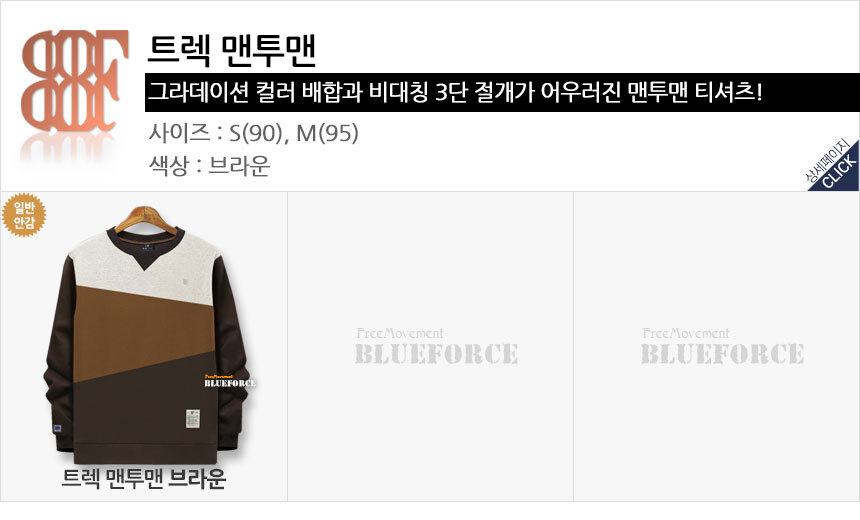 트렉 맨투맨
그라데이션 컬러 배합과 비대칭 3단 절개가 어우러진 맨투맨 티셔츠!
사이즈 : S(90), M(95)
색상 : 브라운
상세페이지
CLICK
일반
안감
FreeMovement
BLUEFORCE
트렉 맨투맨 브라운
FreeMovement
BLUEFORCE
FreeMovement
BLUEFORCE